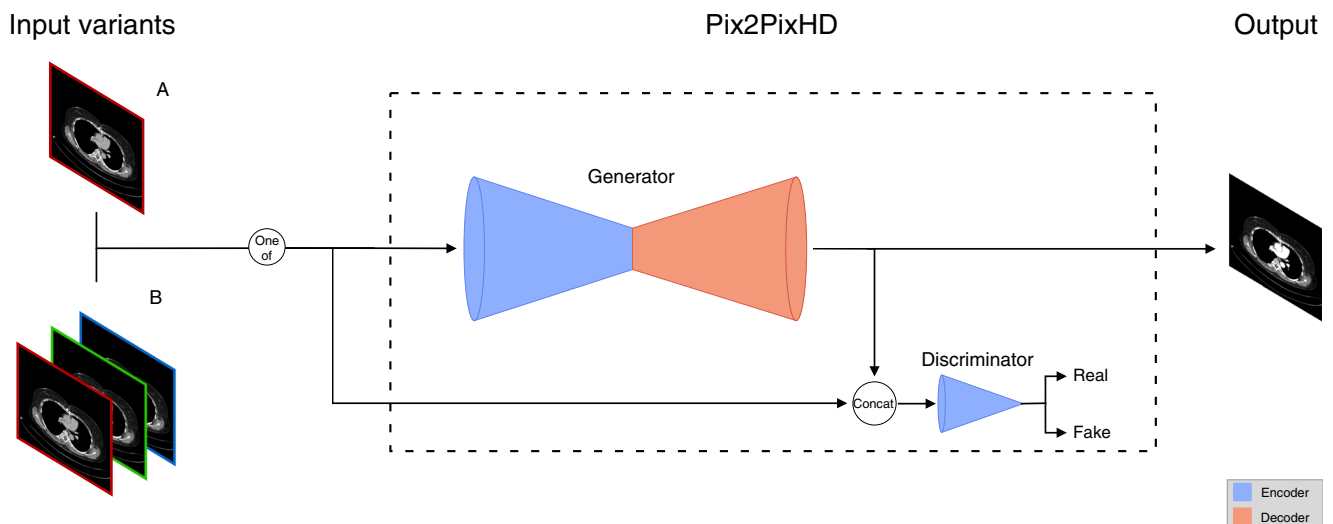 Input variants
Pix2PixHD
Output
A
Generator
One
of
B
Discriminator
Concat
Real
Fake
Encoder
Decoder